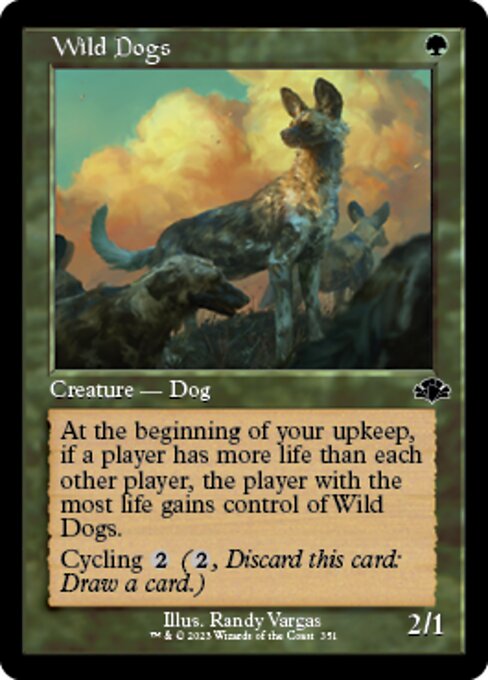 Wild Dogs
Creature — Dog
At the beginning of your upkeep,
if a player has more life than each
other player, the player with the
most life gains control of Wild
Dogs.
Cycling 2 (2, Discard this card:
Draw a card.)
Illus. Randy Vargas
™ & © 2023 Wizards of the Coast 351
2/1